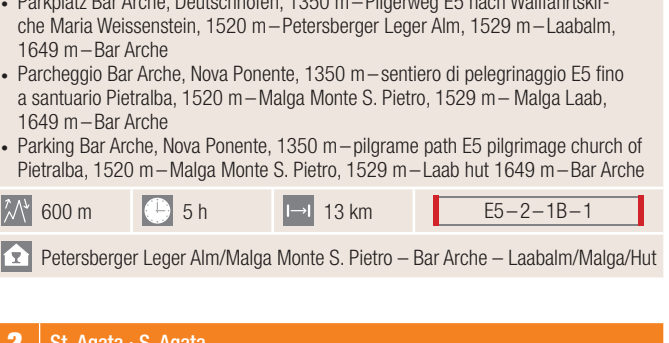 • Parkplatz Bar Arche, Deutschnofen, 1350 m – Pilgerweg E5 nach Wallfahrtskir-
che Maria Weissenstein, 1520 m – Petersberger Leger Alm, 1529 m – Laabalm,
1649 m – Bar Arche
• Parcheggio Bar Arche, Nova Ponente, 1350 m – sentiero di pelegrinaggio E5 fino
a santuario Pietralba, 1520 m – Malga Monte S. Pietro, 1529 m – Malga Laab,
1649 m – Bar Arche
• Parking Bar Arche, Nova Ponente, 1350 m – pilgrame path E5 pilgrimage church of
Pietralba, 1520 m – Malga Monte S. Pietro, 1529 m – Laab hut 1649 m – Bar Arche
600 m 5 h 13 km E5 – 2 – 1B – 1
Petersberger Leger Alm/Malga Monte S. Pietro – Bar Arche – Laabalm/Malga/Hut
2 St. Agata · S. Agata